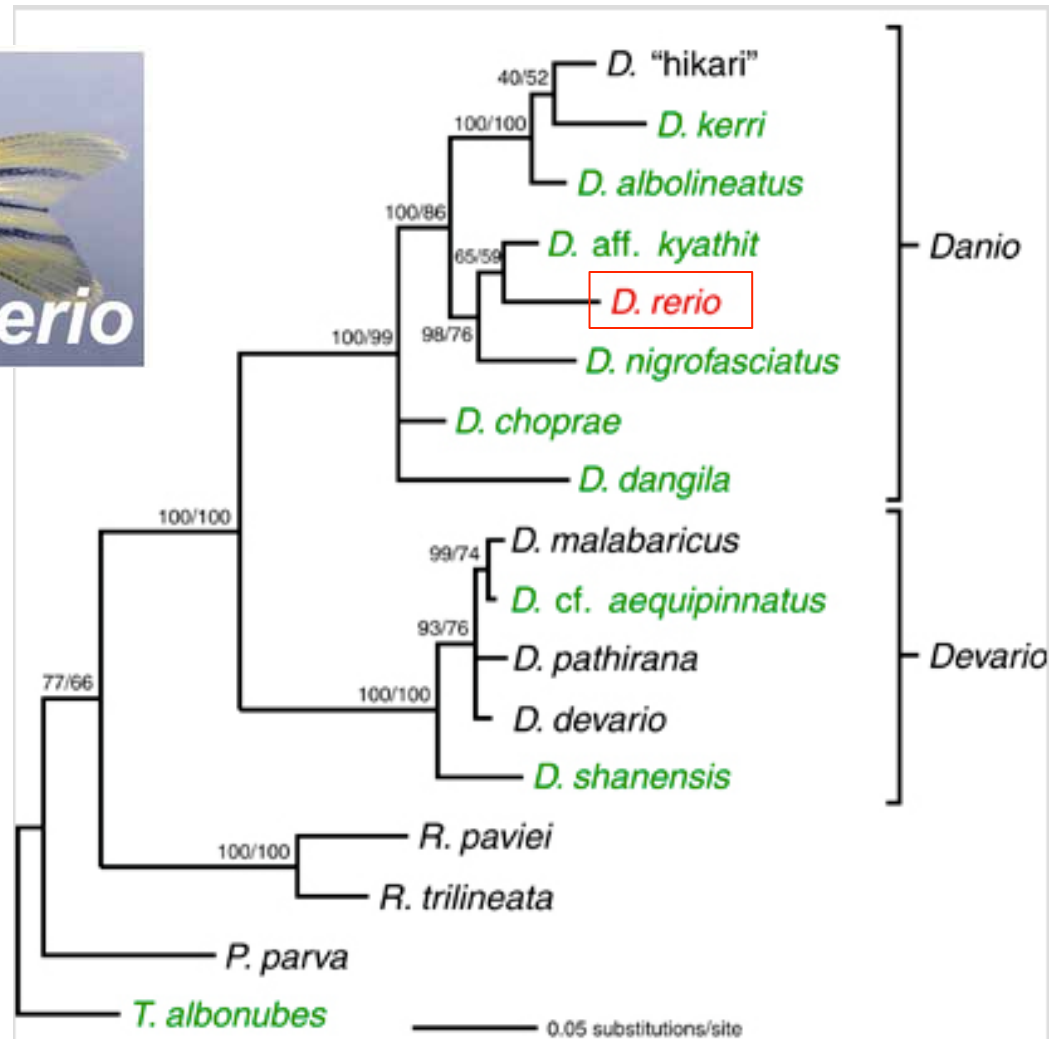 D. "hikari"
40/52
D. kerri
100/100
D. albolineatus
100/86
D. aff. kyathit
65/59
Danio
D. rerio
erio
98/76
100/99
D. nigrofasciatus
D. choprae
D. dangila
100/100
D. malabaricus
99/74
D. cf. aequipinnatus
93/76
D. pathirana
Devario
77/66
100/100
D. devario
D. shanensis
R. paviei
100/100
R. trilineata
P. parva
T. albonubes
0.05 substitutions/site